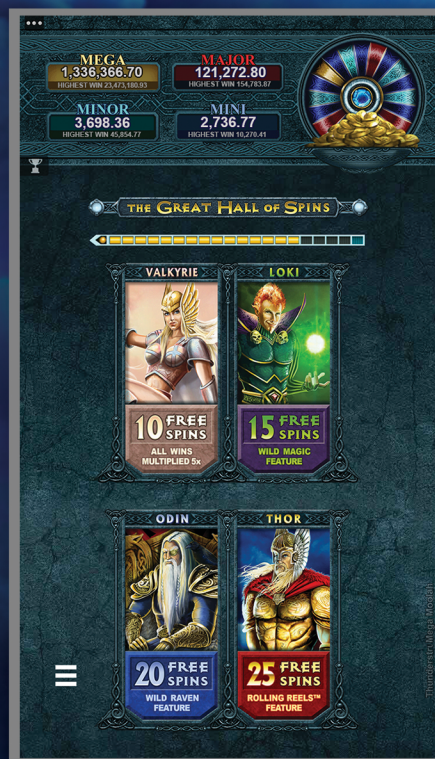 MEGA
1,336,366.70
HIGHEST WIN 23,473,180.93
MAJOR
121,272.80
HIGHEST WIN 154,783.87
MINOR
3,698.36
HIGHEST WIN 45,854.77
MINI
2,736.77
HIGHEST WIN 10,270.41
THE GREAT HALL OF SPINS
VALKYRIE
10 FREE
SPINS
ALL WINS
MULTIPLIED 5x
LOKI
15 FREE
SPINS
WILD MAGIC
FEATURE
ODIN
20 FREE
SPINS
WILD RAVEN
FEATURE
THOR
25 FREE
SPINS
ROLLING REELS™
FEATURE